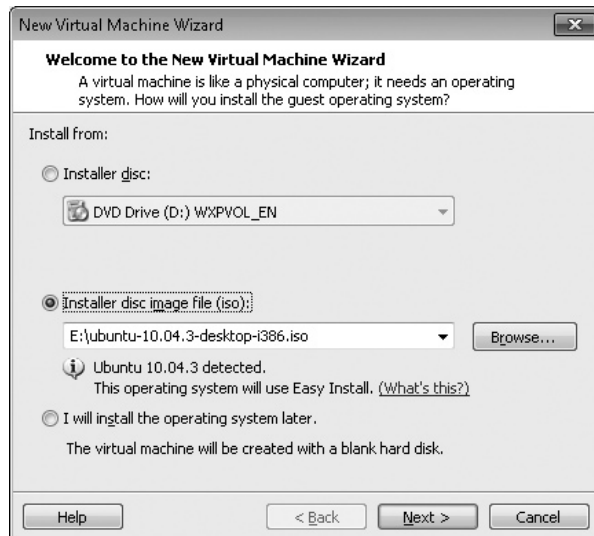 New Virtual Machine Wizard
Welcome to the New Virtual Machine Wizard
A virtual machine is like a physical computer; it needs an operating
system. How will you install the guest operating system?
Install from:
Installer disc:
DVD Drive (D:) WXPVOL_EN
Installer disc image file (iso):
E:\ubuntu-10.04.3-desktop-i386.iso
Browse...
Ubuntu 10.04.3 detected.
This operating system will use Easy Install. (What's this?)
I will install the operating system later.
The virtual machine will be created with a blank hard disk.
Help
< Back
Next >
Cancel